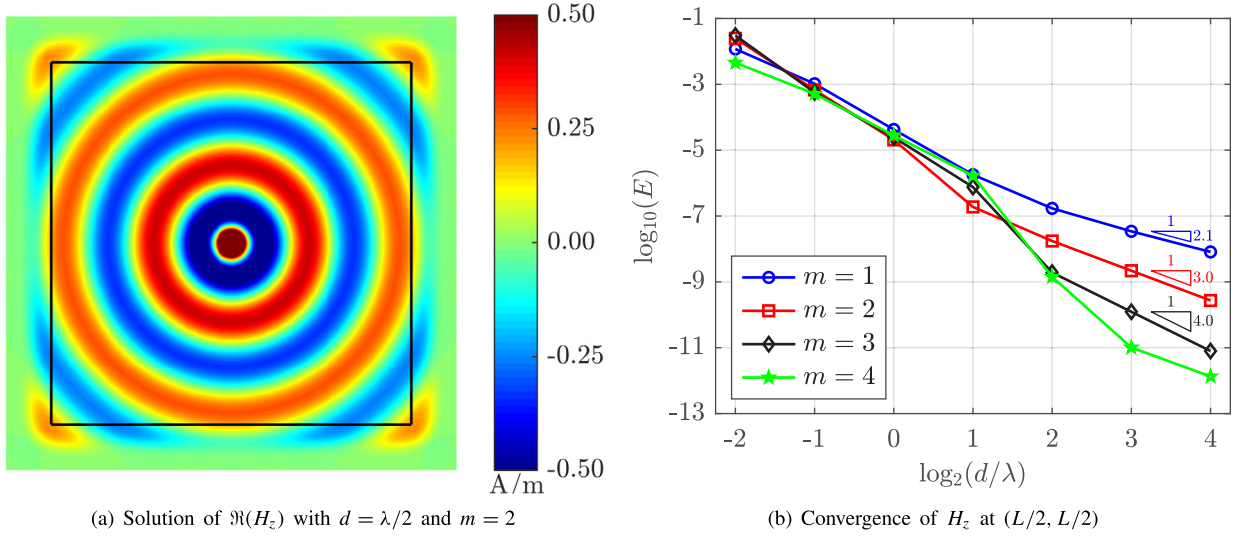 0.50
0.25
0.00
-0.25
-0.50
A/m
(a) Solution of ℜ(H_z) with d = λ/2 and m = 2
-1
-3
-5
-7
-9
-11
-13
log₁₀(E)
1
2.1
1
3.0
1
4.0
m = 1
m = 2
m = 3
m = 4
-2 -1 0 1 2 3 4
log₂(d/λ)
(b) Convergence of H_z at (L/2, L/2)